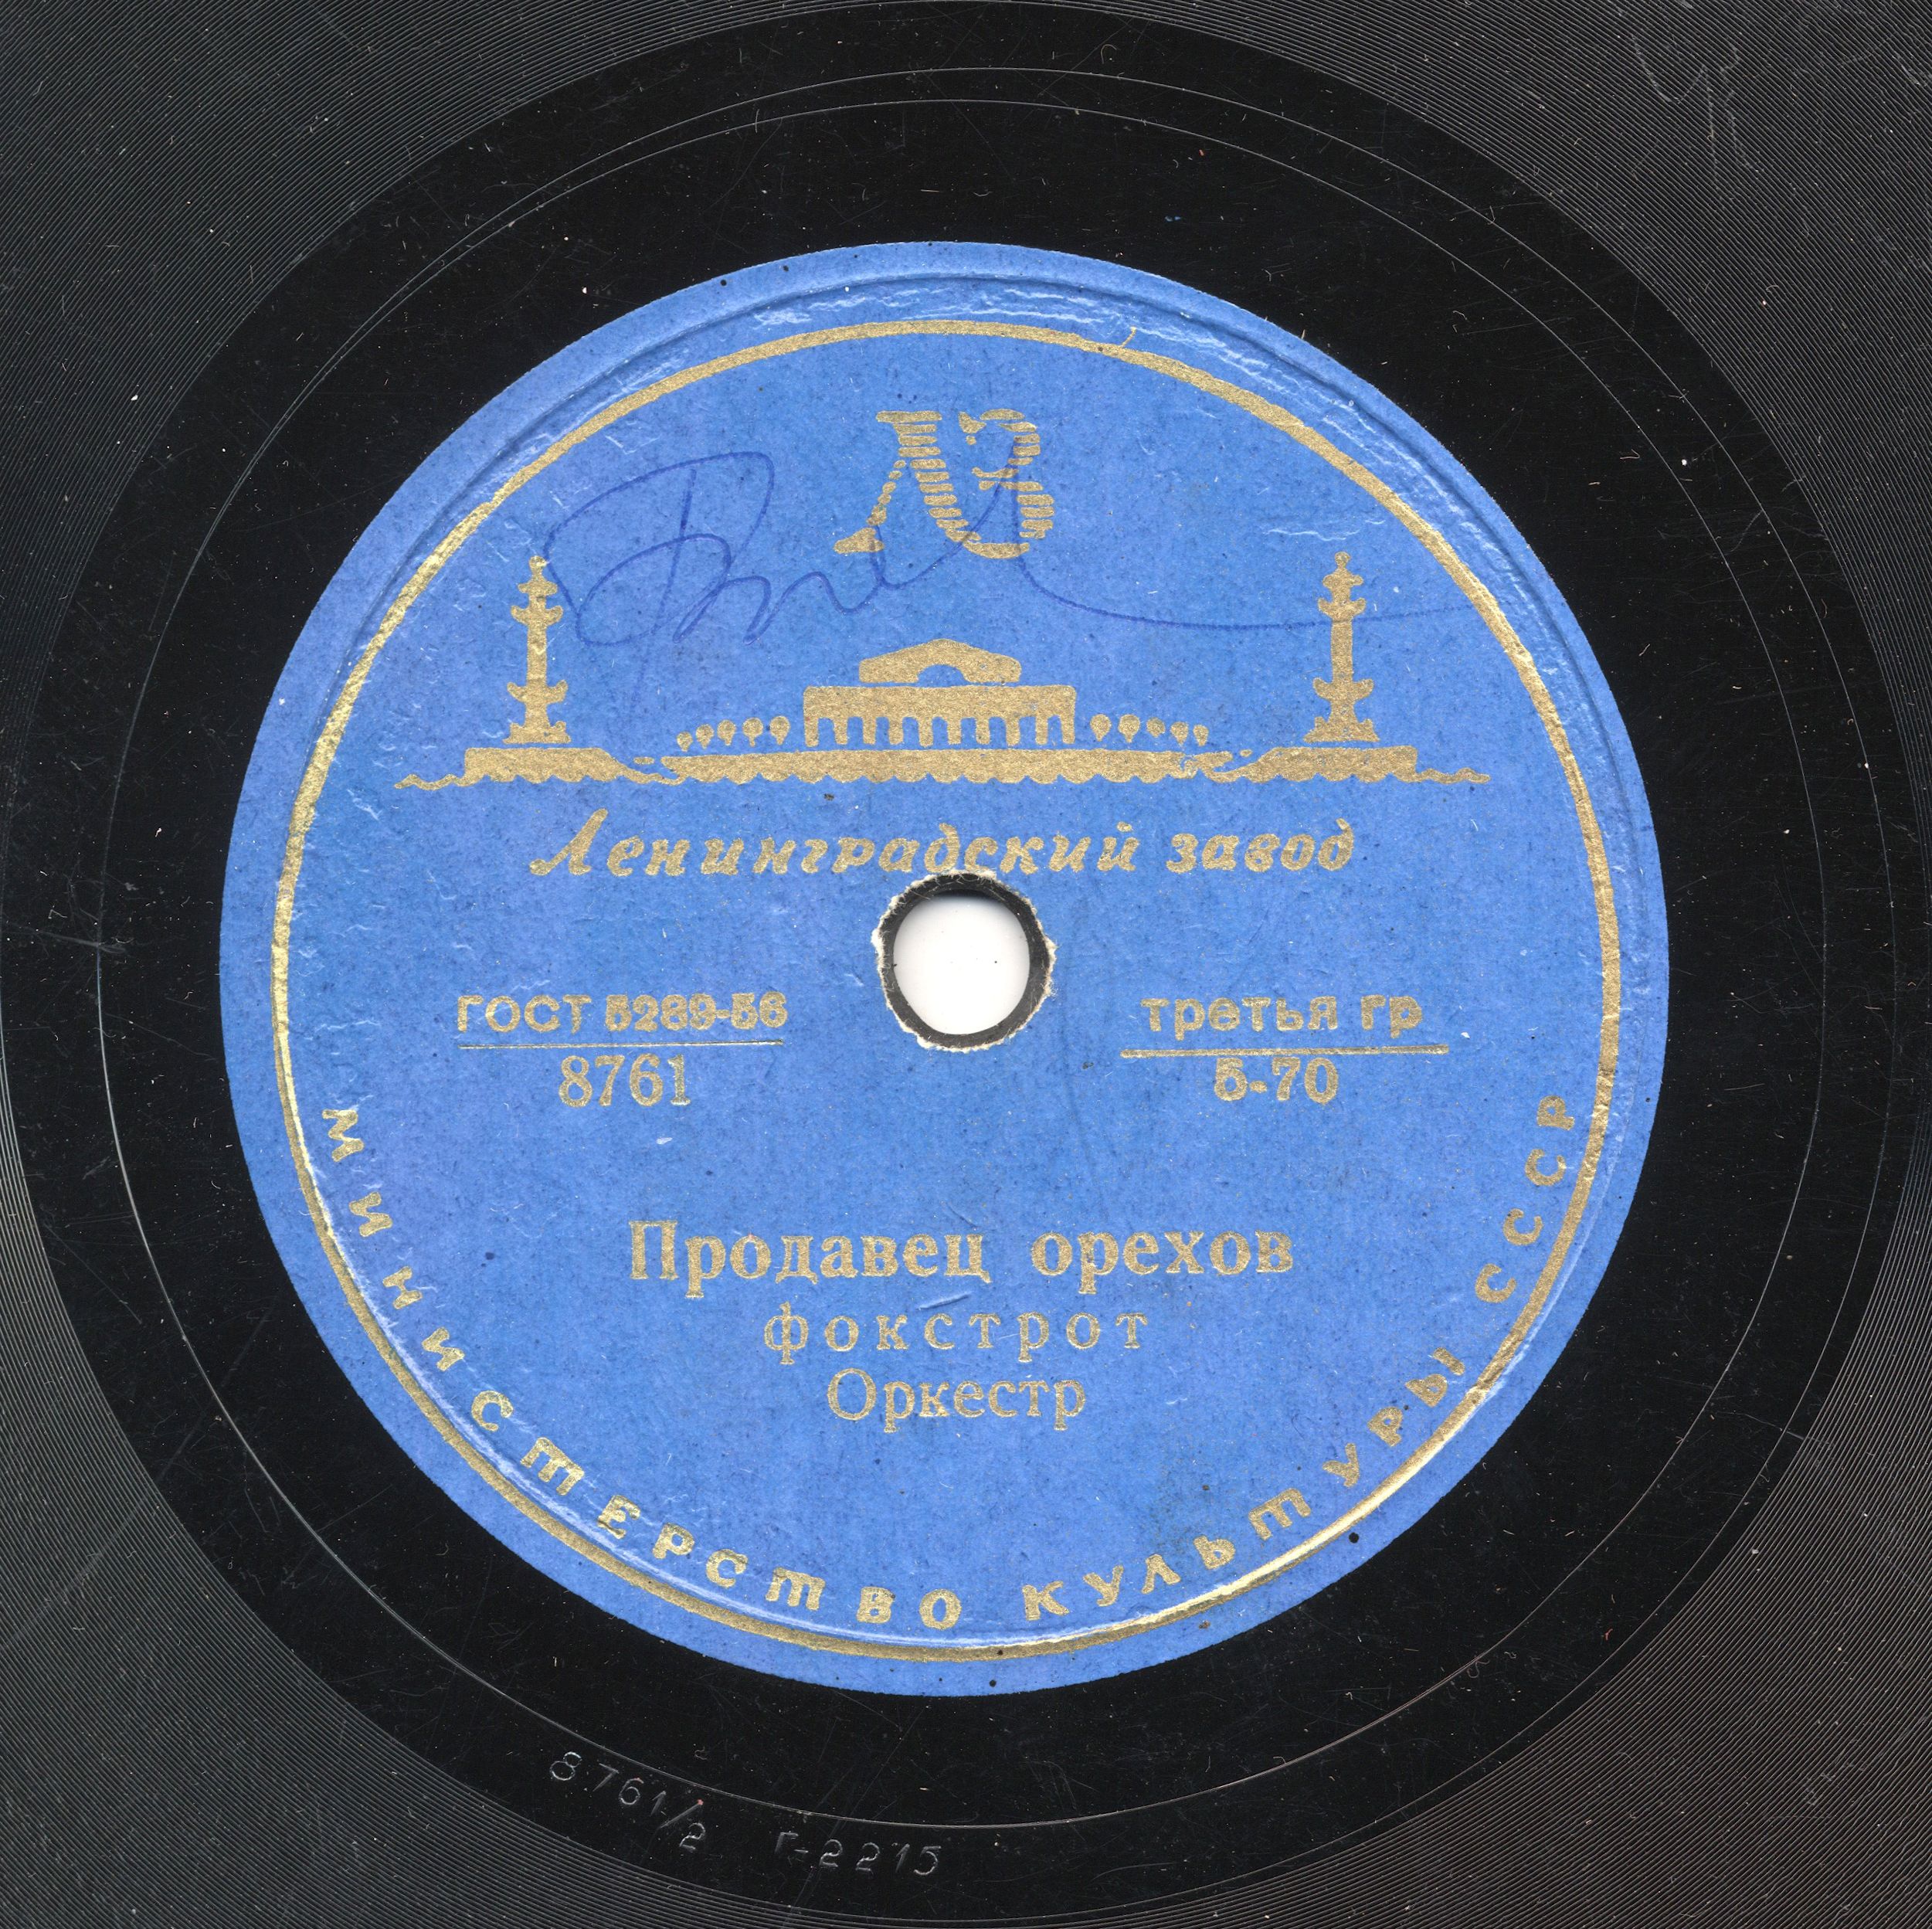 ЛЗ
Ленинградский завод
ГОСТ 5289-56
8761
третья гр
5-70
Продавец орехов
фокстрот
Оркестр
МИНИСТЕРСТВО КУЛЬТУРЫ СССР
8761/2 Г-2215